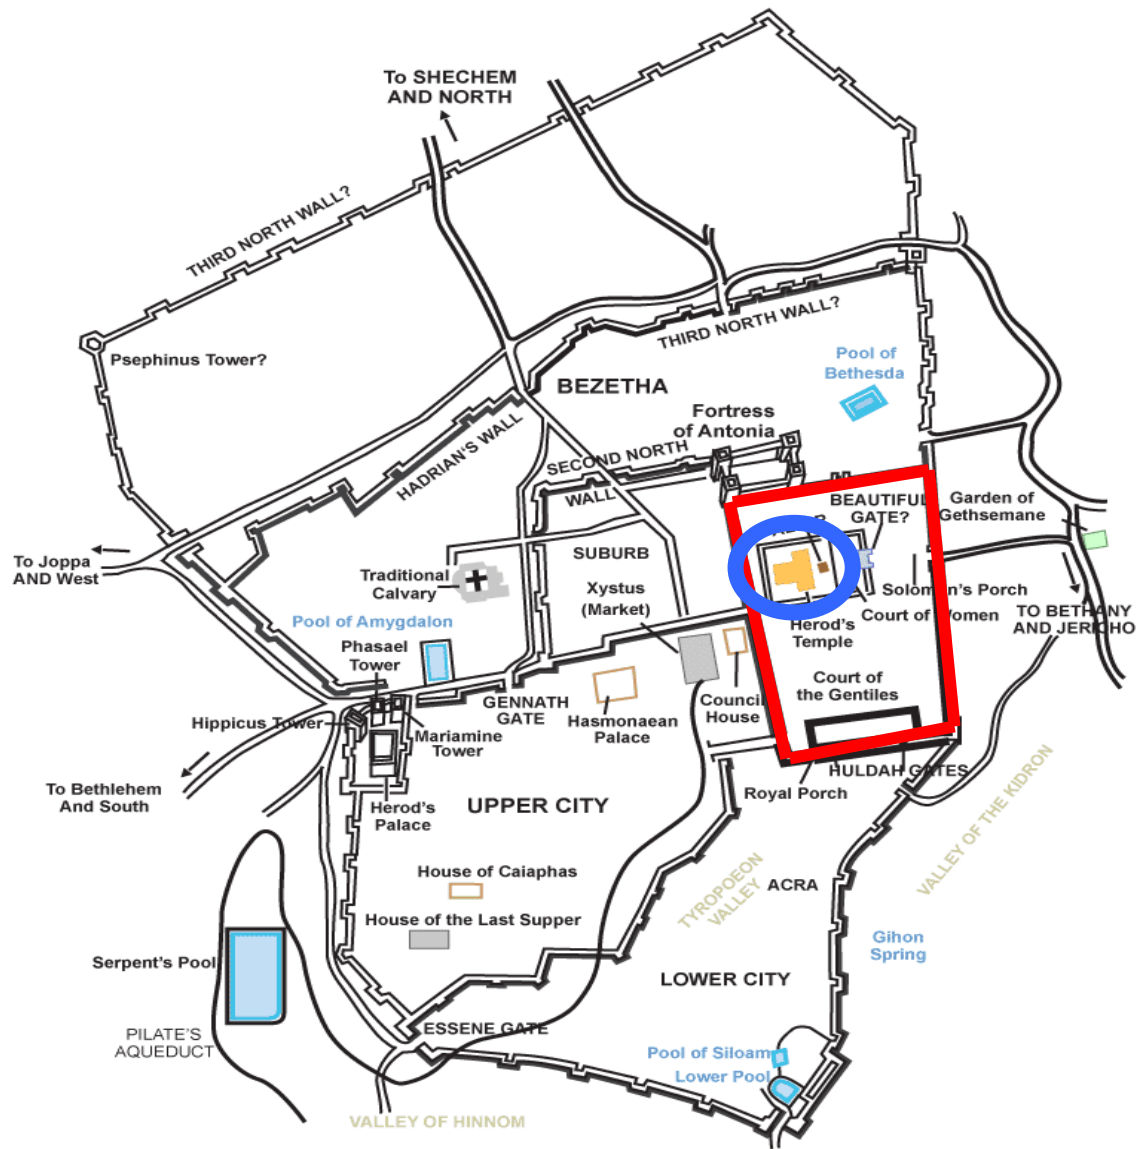 To SHECHEM
AND NORTH
THIRD NORTH WALL?
THIRD NORTH WALL?
Psephinus Tower?
Pool of
Bethesda
BEZETHA
Fortress
of Antonia
HADRIAN'S WALL
SECOND NORTH
WALL
BEAUTIFUL
GATE?
Garden of
Gethsemane
To Joppa
AND West
SUBURB
Traditional
Calvary
Xystus
(Market)
Solomon's Porch
Court of Women
Herod's
Temple
TO BETHANY
AND JERICHO
Pool of Amygdalon
Phasael
Tower
Court of
the Gentiles
GENNATH
GATE
Hasmonaean
Palace
Council
House
Hippicus Tower
Mariamine
Tower
HULDAH GATES
Royal Porch
To Bethlehem
And South
Herod's
Palace
UPPER CITY
VALLEY OF THE KIDRON
House of Caiaphas
TYROPOEON
VALLEY
ACRA
House of the Last Supper
Gihon
Spring
Serpent's Pool
LOWER CITY
PILATE'S
AQUEDUCT
ESSENE GATE
Pool of Siloam
Lower Pool
VALLEY OF HINNOM